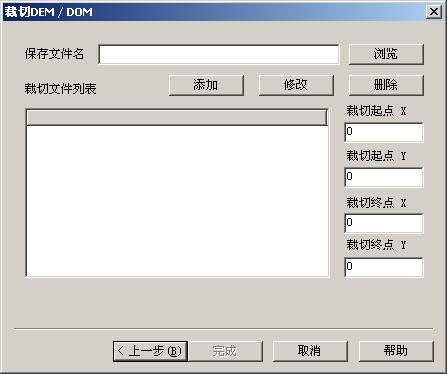 裁切DEM / DOM
保存文件名 浏览
裁切文件列表 添加 修改 删除
裁切起点 X
0
裁切起点 Y
0
裁切终点 X
0
裁切终点 Y
0
< 上一步(B) 完成 取消 帮助